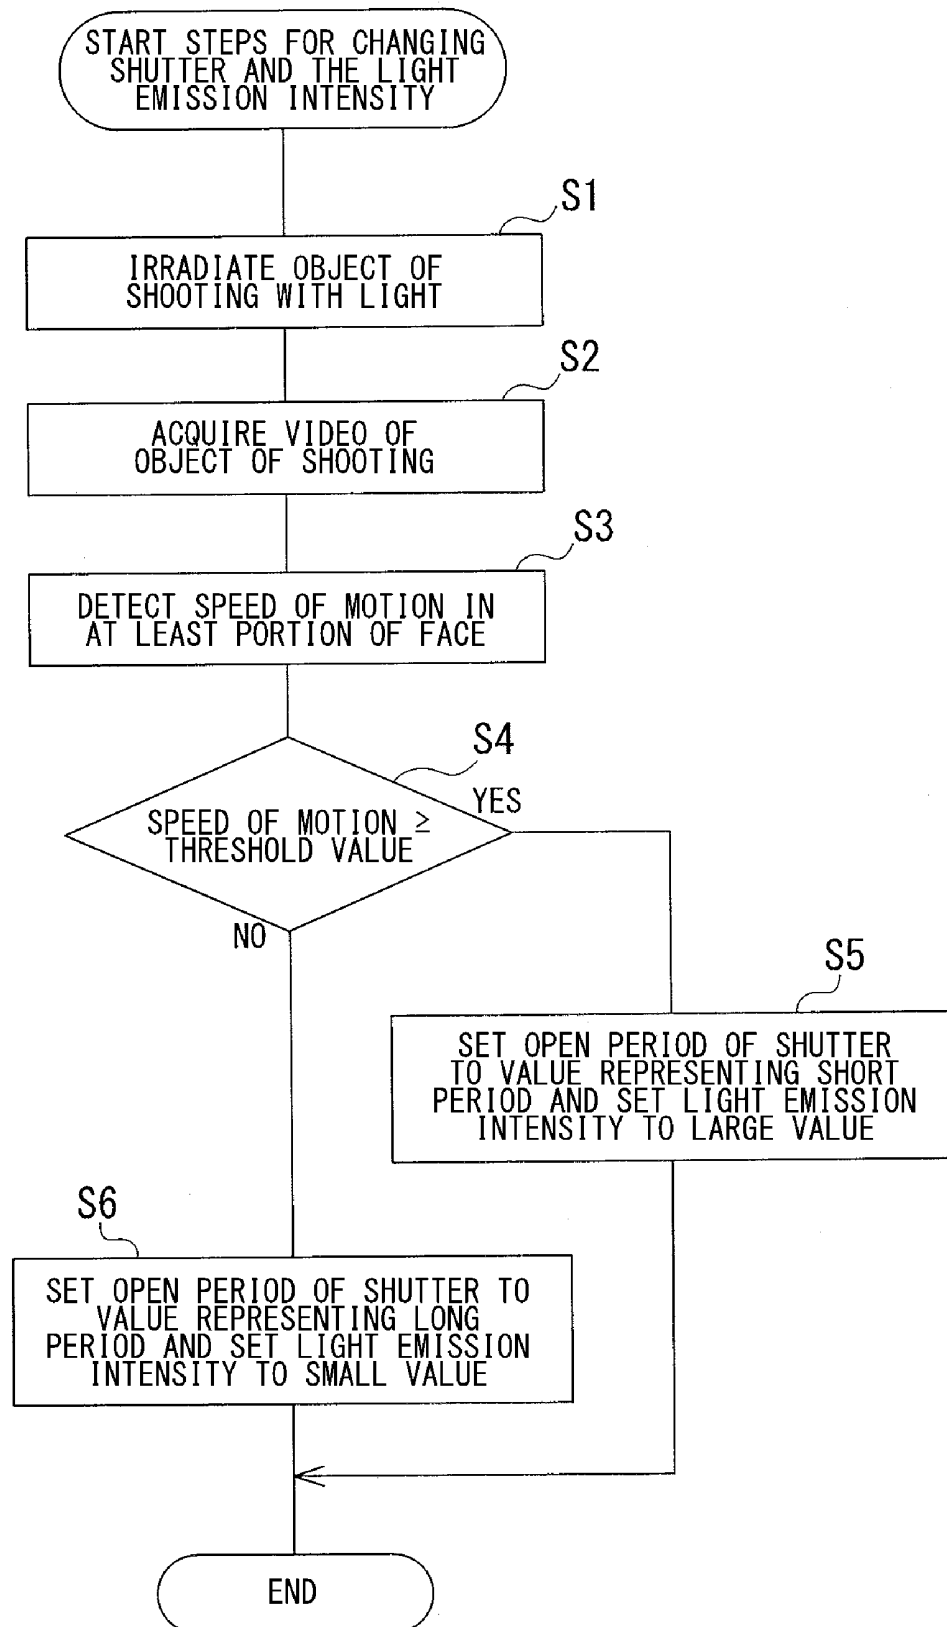 START STEPS FOR CHANGING
SHUTTER AND THE LIGHT
EMISSION INTENSITY
S1
IRRADIATE OBJECT OF
SHOOTING WITH LIGHT
S2
ACQUIRE VIDEO OF
OBJECT OF SHOOTING
S3
DETECT SPEED OF MOTION IN
AT LEAST PORTION OF FACE
S4
YES
SPEED OF MOTION ≥
THRESHOLD VALUE
NO
S5
SET OPEN PERIOD OF SHUTTER
TO VALUE REPRESENTING SHORT
PERIOD AND SET LIGHT EMISSION
INTENSITY TO LARGE VALUE
S6
SET OPEN PERIOD OF SHUTTER TO
VALUE REPRESENTING LONG
PERIOD AND SET LIGHT EMISSION
INTENSITY TO SMALL VALUE
END